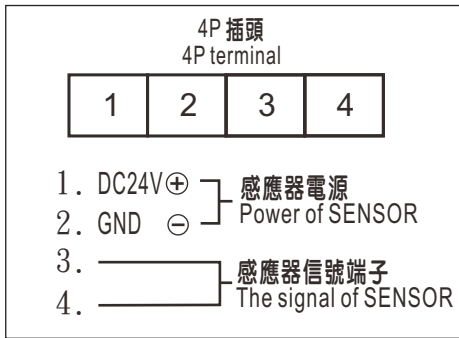 4P 插頭
4P terminal
1 2 3 4
1. DC24V⊕
2. GND ⊖
感應器電源
Power of SENSOR
3.
4.
感應器信號端子
The signal of SENSOR